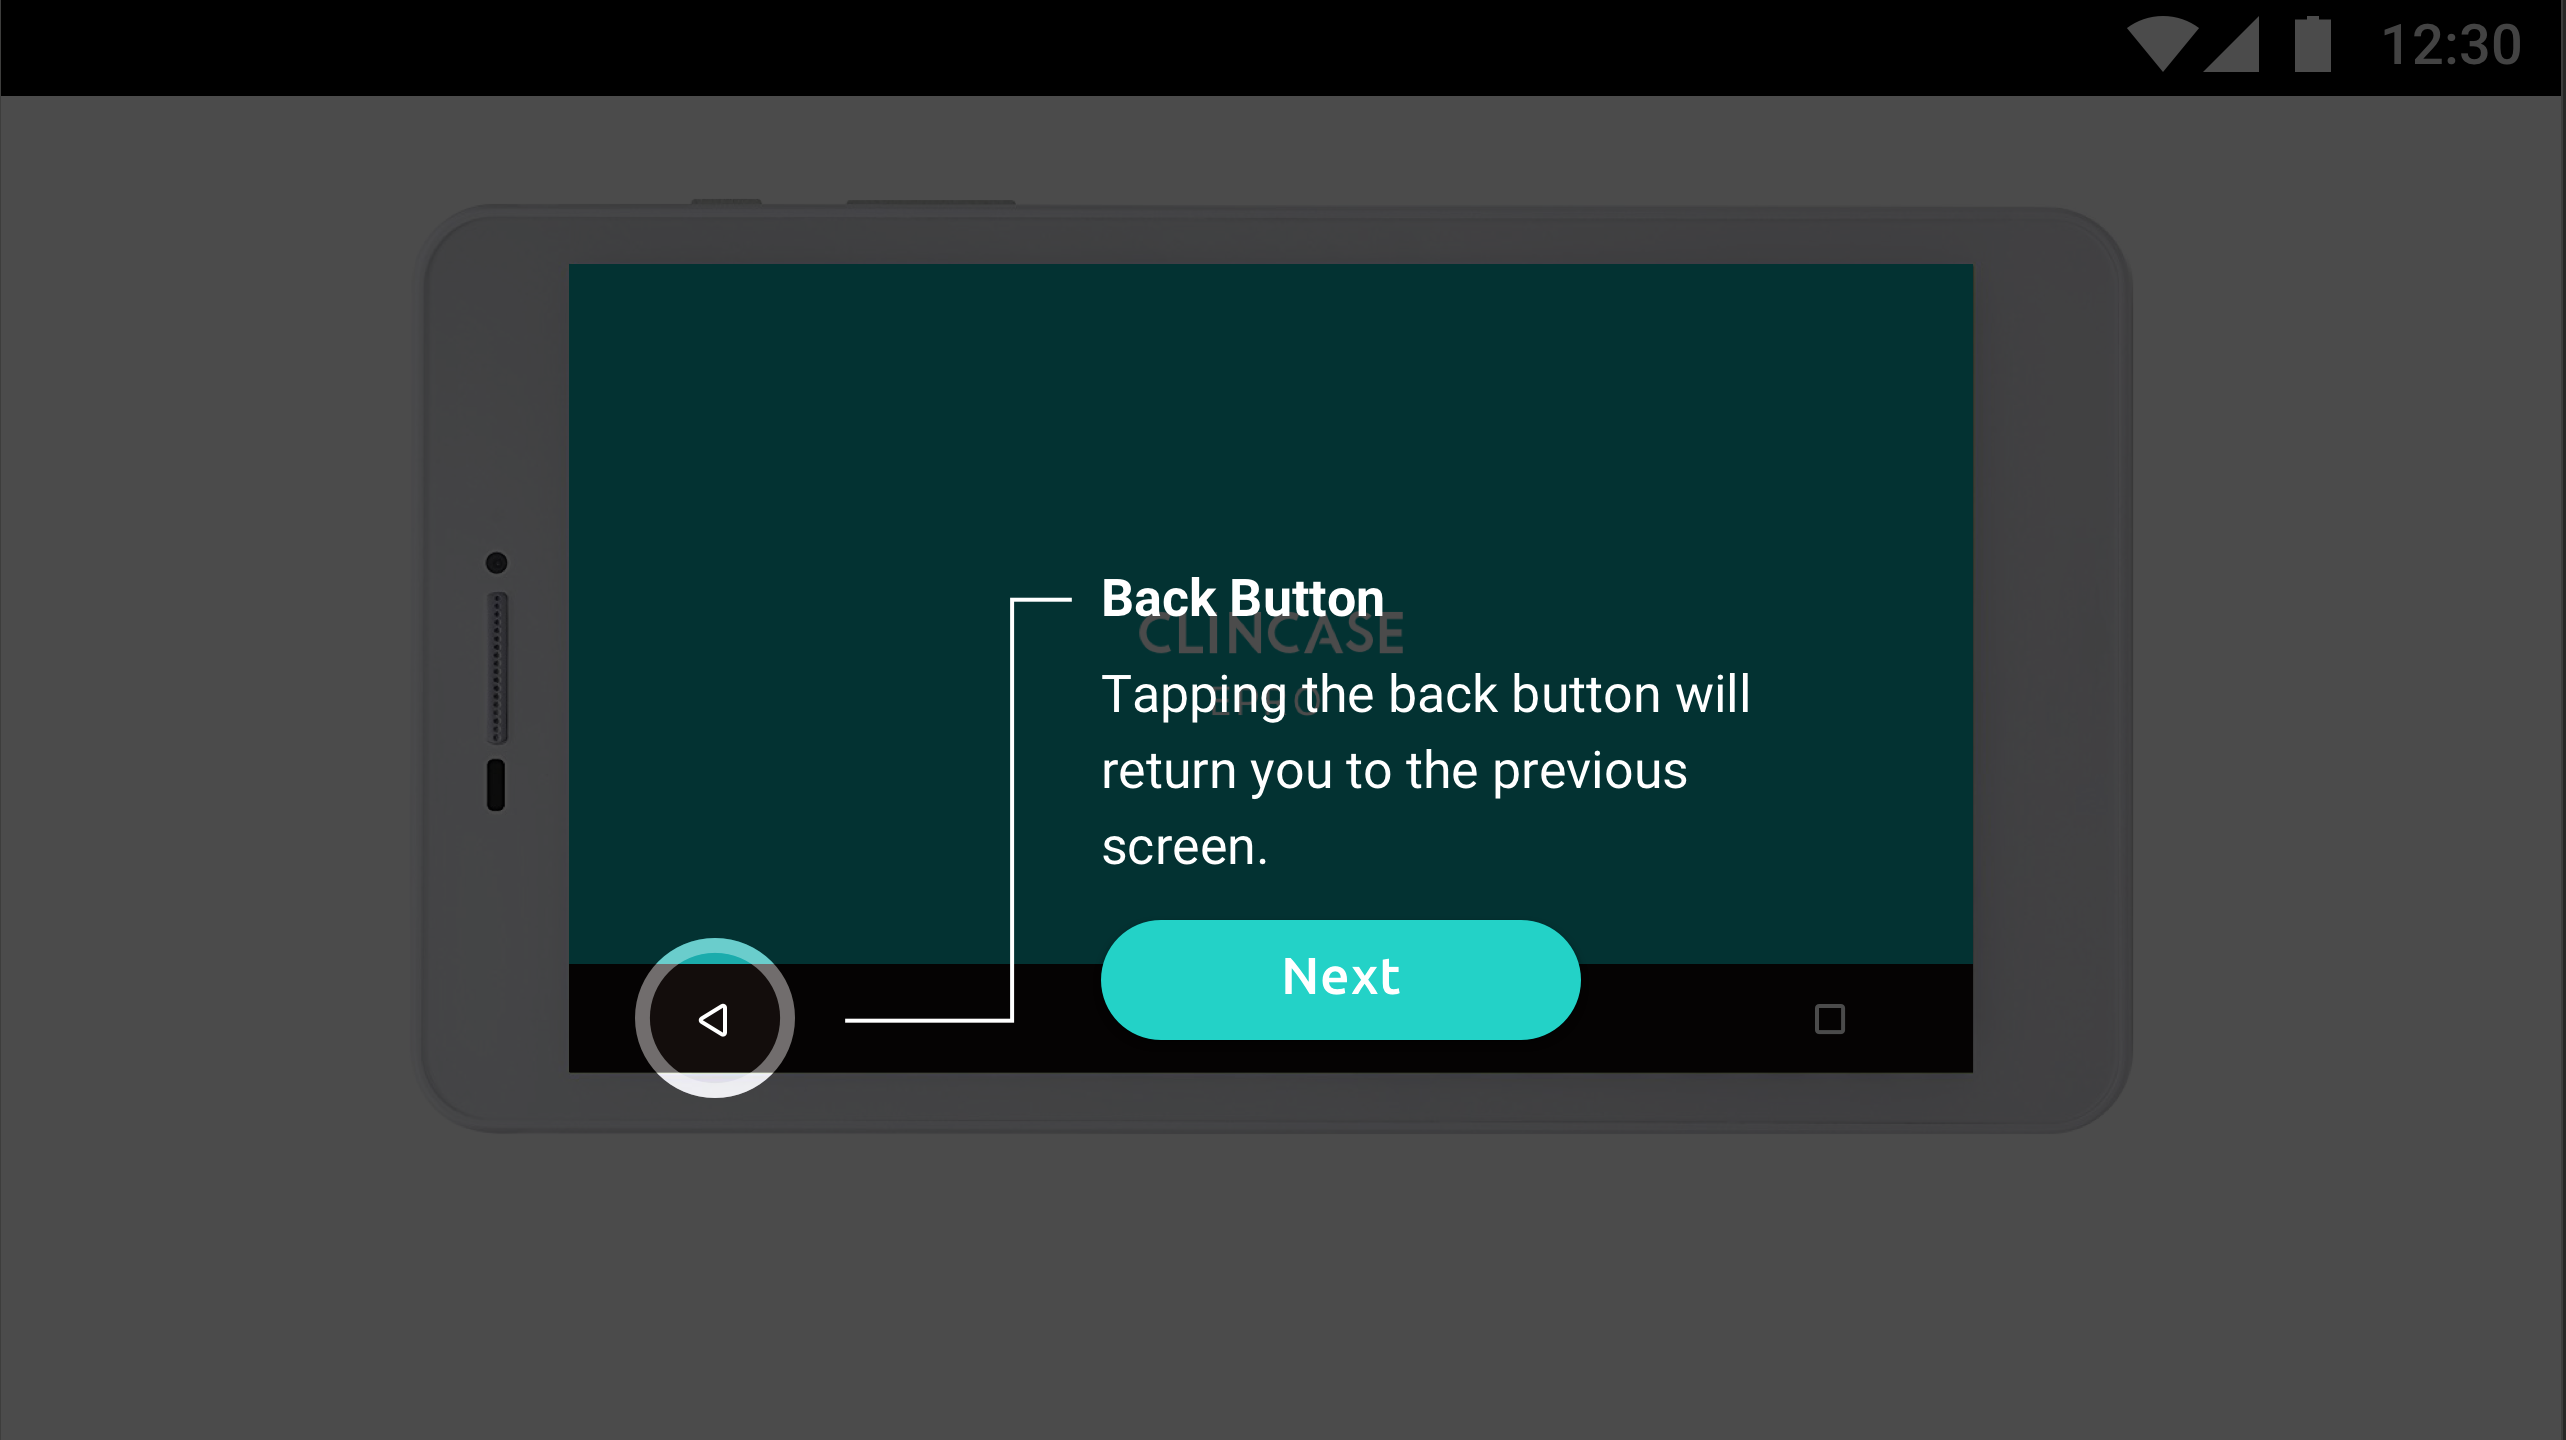 12:30
Back Button
CLINCASE
Tapping the back button will
return you to the previous
screen.
Next